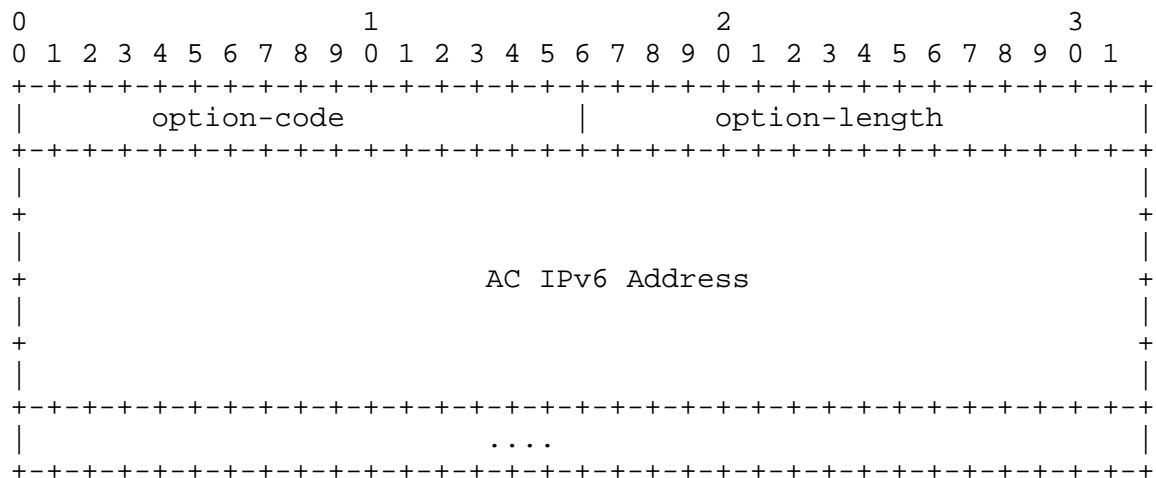 0                   1                   2                   3
0 1 2 3 4 5 6 7 8 9 0 1 2 3 4 5 6 7 8 9 0 1 2 3 4 5 6 7 8 9 0 1
+-+-+-+-+-+-+-+-+-+-+-+-+-+-+-+-+-+-+-+-+-+-+-+-+-+-+-+-+-+-+-+-+
|       option-code             |       option-length           |
+-+-+-+-+-+-+-+-+-+-+-+-+-+-+-+-+-+-+-+-+-+-+-+-+-+-+-+-+-+-+-+-+
|                                                               |
+                                                               +
|                                                               |
+                          AC IPv6 Address                      +
|                                                               |
+                                                               +
|                                                               |
+-+-+-+-+-+-+-+-+-+-+-+-+-+-+-+-+-+-+-+-+-+-+-+-+-+-+-+-+-+-+-+-+
|                          ....                                 |
+-+-+-+-+-+-+-+-+-+-+-+-+-+-+-+-+-+-+-+-+-+-+-+-+-+-+-+-+-+-+-+-+